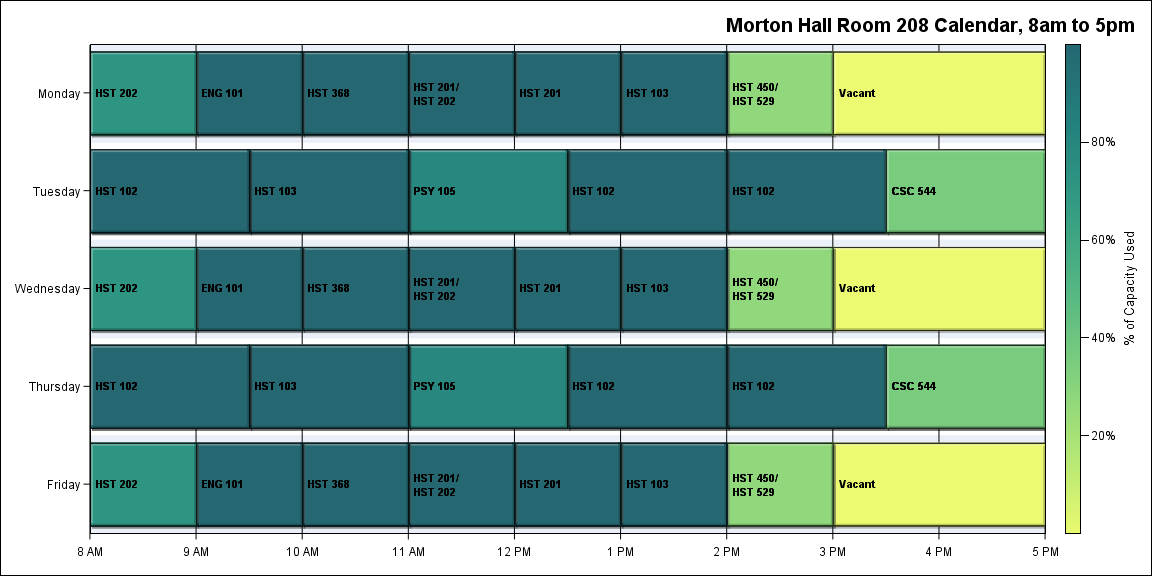 Morton Hall Room 208 Calendar, 8am to 5pm
Monday
HST 202
ENG 101
HST 368
HST 201/
HST 202
HST 201
HST 103
HST 450/
HST 529
Vacant
Tuesday
HST 102
HST 103
PSY 105
HST 102
HST 102
CSC 544
Wednesday
HST 202
ENG 101
HST 368
HST 201/
HST 202
HST 201
HST 103
HST 450/
HST 529
Vacant
Thursday
HST 102
HST 103
PSY 105
HST 102
HST 102
CSC 544
Friday
HST 202
ENG 101
HST 368
HST 201/
HST 202
HST 201
HST 103
HST 450/
HST 529
Vacant
8 AM
9 AM
10 AM
11 AM
12 PM
1 PM
2 PM
3 PM
4 PM
5 PM
80%
60%
40%
20%
% of Capacity Used